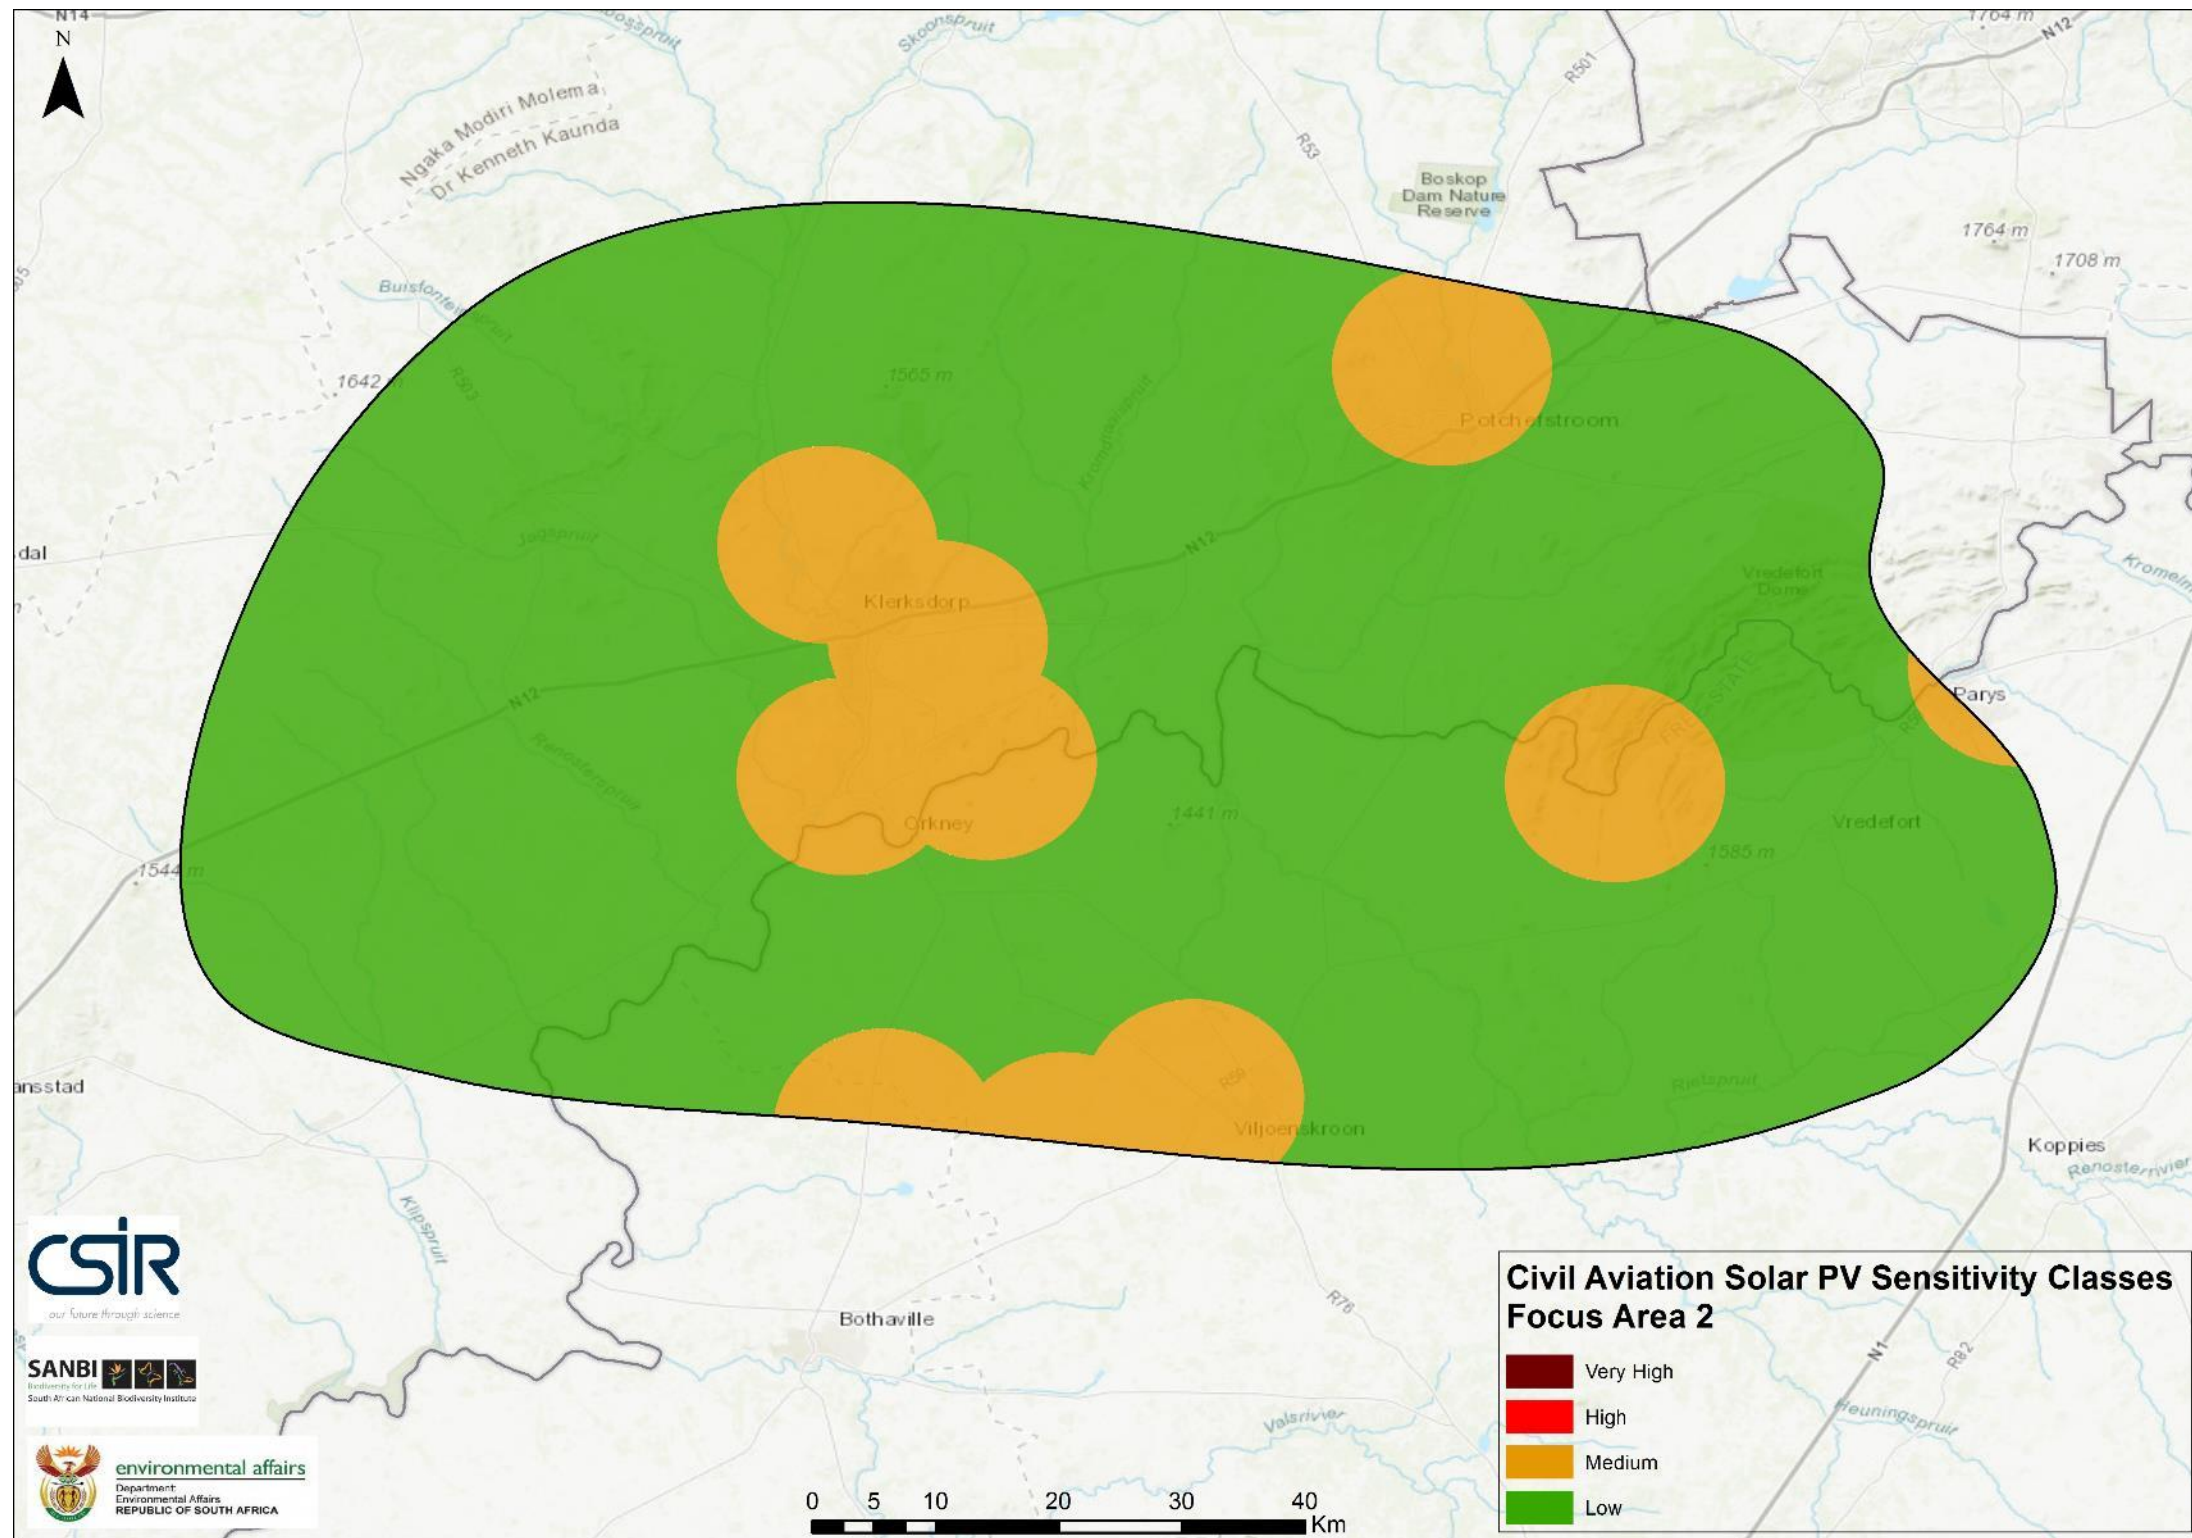 N14
N
oosspruit
Skoonspruit
1764 m
N12
R501
Ngaka Modiri Molema
Dr Kenneth Kaunda
R53
Boskop
Dam Nature
Reserve
1764 m
1708 m
Buisfonteinspruit
1642 m
R503
1565 m
Kromdraaispruit
Potchefstroom
dal
Jagspruit
N12
Vredefort
Dome
Kromelm
Klerksdorp
N12
FREE STATE
Parys
Renosterspruit
1441 m
Orkney
Vredefort
1585 m
1544 m
R59
Rietspruit
ansstad
Viljoenskroon
Koppies
Renosterrivier
Klipspruit
CSIR
our future through science
Bothaville
R76
Civil Aviation Solar PV Sensitivity Classes
Focus Area 2
N1
R82
SANBI
Biodiversity for Life
South African National Biodiversity Institute
Very High
High
Medium
Low
Valsrivier
Heuningspruit
environmental affairs
Department:
Environmental Affairs
REPUBLIC OF SOUTH AFRICA
0 5 10 20 30 40
Km